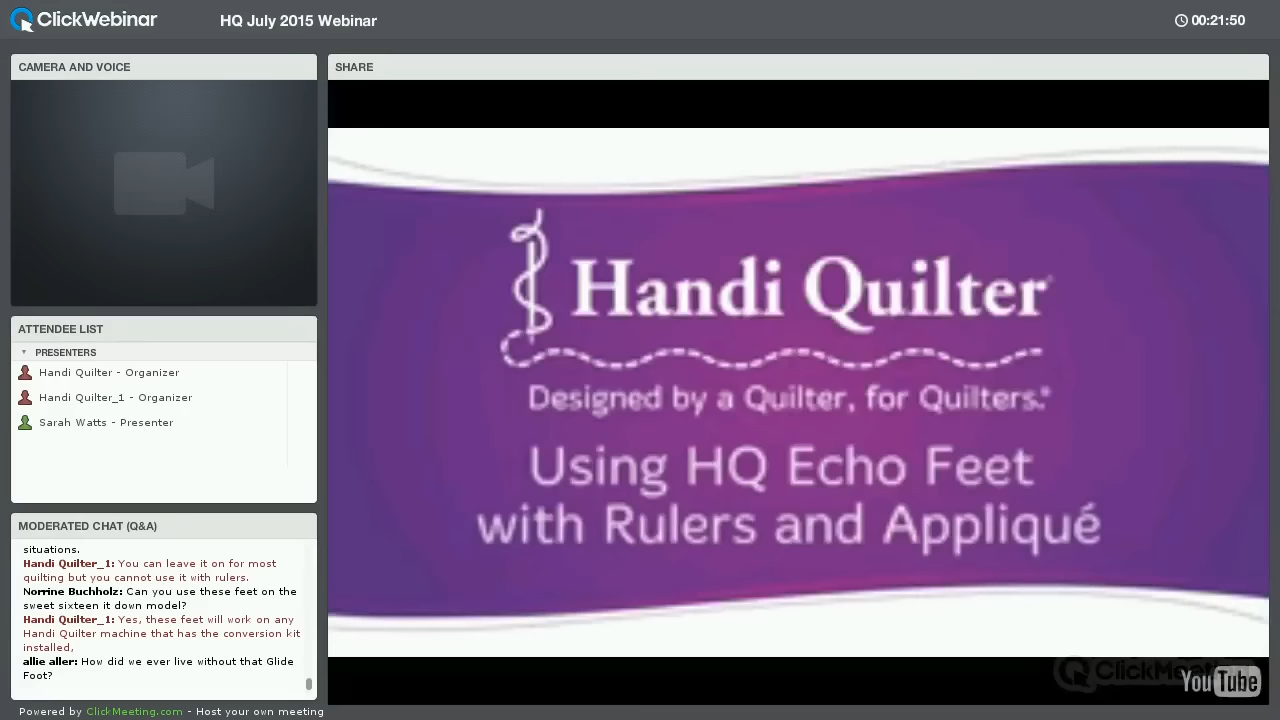 ClickWebinar
HQ July 2015 Webinar
00:21:50
CAMERA AND VOICE
SHARE
ATTENDEE LIST
PRESENTERS
Handi Quilter - Organizer
Handi Quilter_1 - Organizer
Sarah Watts - Presenter
MODERATED CHAT (Q&A)
situations.
Handi Quilter_1: You can leave it on for most
quilting but you cannot use it with rulers.
Norrine Buchholz: Can you use these feet on the
sweet sixteen it down model?
Handi Quilter_1: Yes, these feet will work on any
Handi Quilter machine that has the conversion kit
installed,
allie aller: How did we ever live without that Glide
Foot?
Handi Quilter®
Designed by a Quilter, for Quilters.®
Using HQ Echo Feet
with Rulers and Appliqué
ClickMeeting
YouTube
Powered by ClickMeeting.com - Host your own meeting